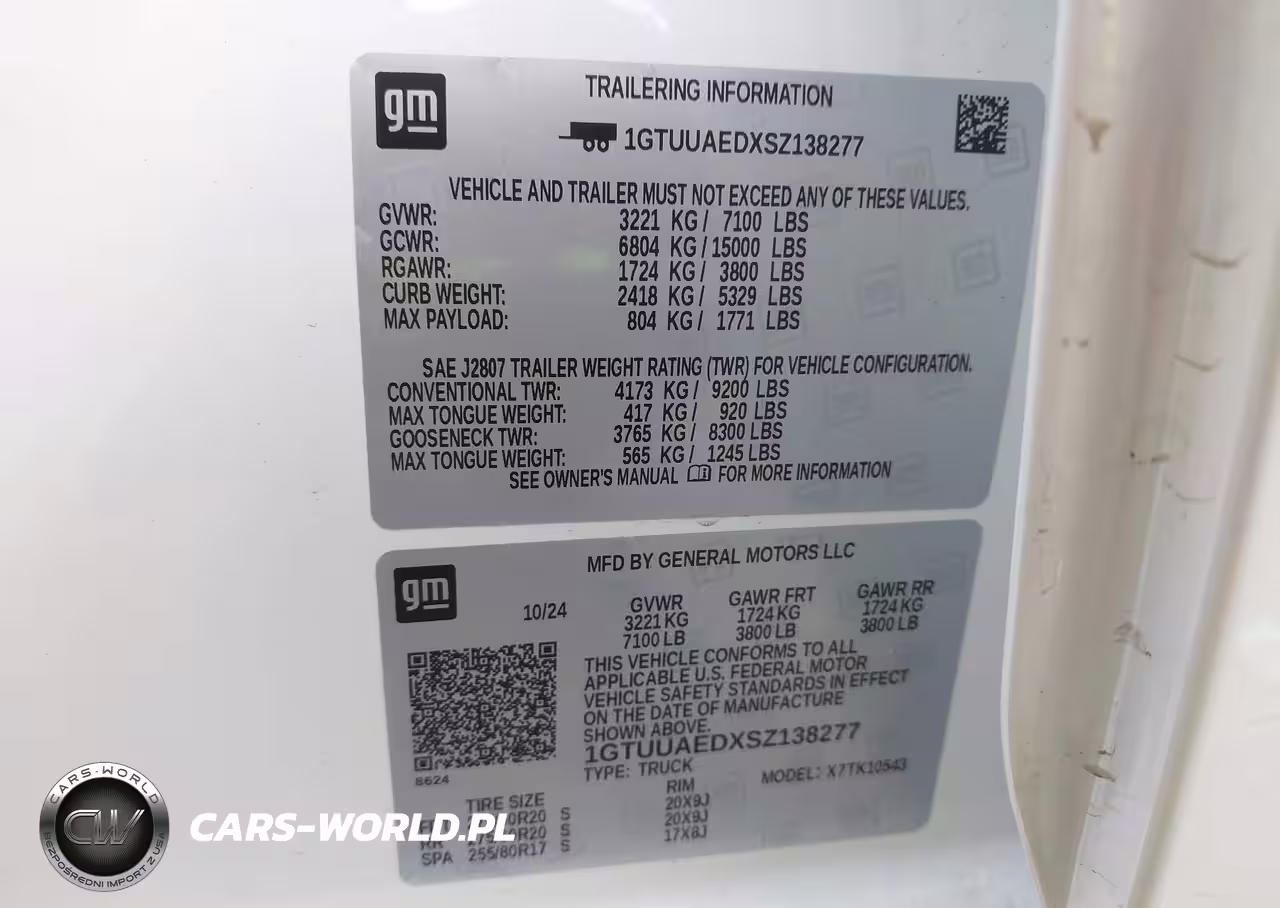 gm
TRAILERING INFORMATION
1GTUUAEDXSZ138277
VEHICLE AND TRAILER MUST NOT EXCEED ANY OF THESE VALUES.
GVWR: 3221 KG / 7100 LBS
GCWR: 6804 KG / 15000 LBS
RGAWR: 1724 KG / 3800 LBS
CURB WEIGHT: 2418 KG / 5329 LBS
MAX PAYLOAD: 804 KG / 1771 LBS
SAE J2807 TRAILER WEIGHT RATING (TWR) FOR VEHICLE CONFIGURATION.
CONVENTIONAL TWR: 4173 KG / 9200 LBS
MAX TONGUE WEIGHT: 417 KG / 920 LBS
GOOSENECK TWR: 3765 KG / 8300 LBS
MAX TONGUE WEIGHT: 565 KG / 1245 LBS
SEE OWNER'S MANUAL FOR MORE INFORMATION
gm
MFD BY GENERAL MOTORS LLC
10/24
GVWR GAWR FRT GAWR RR
3221 KG 1724 KG 1724 KG
7100 LB 3800 LB 3800 LB
THIS VEHICLE CONFORMS TO ALL
APPLICABLE U.S. FEDERAL MOTOR
VEHICLE SAFETY STANDARDS IN EFFECT
ON THE DATE OF MANUFACTURE
SHOWN ABOVE.
1GTUUAEDXSZ138277
8624
TYPE: TRUCK MODEL: X7TK10543
TIRE SIZE RIM
S 20X9J
RR S 20X9J
SPA 255/80R17 S 17X8J
CARS-WORLD
CW
BEZPOŚREDNI IMPORT Z USA
CARS-WORLD.PL